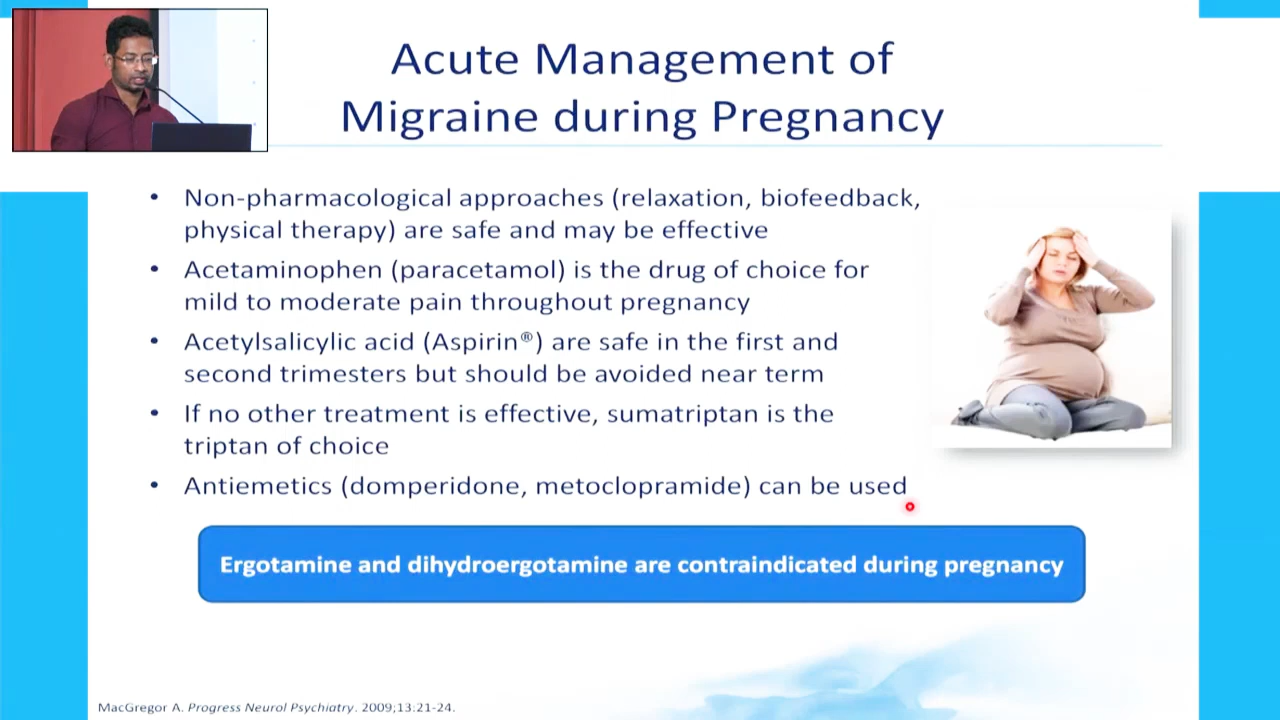 Acute Management of
Migraine during Pregnancy
• Non-pharmacological approaches (relaxation, biofeedback,
physical therapy) are safe and may be effective
• Acetaminophen (paracetamol) is the drug of choice for
mild to moderate pain throughout pregnancy
• Acetylsalicylic acid (Aspirin®) are safe in the first and
second trimesters but should be avoided near term
• If no other treatment is effective, sumatriptan is the
triptan of choice
• Antiemetics (domperidone, metoclopramide) can be used
Ergotamine and dihydroergotamine are contraindicated during pregnancy
MacGregor A. Progress Neurol Psychiatry. 2009;13:21-24.